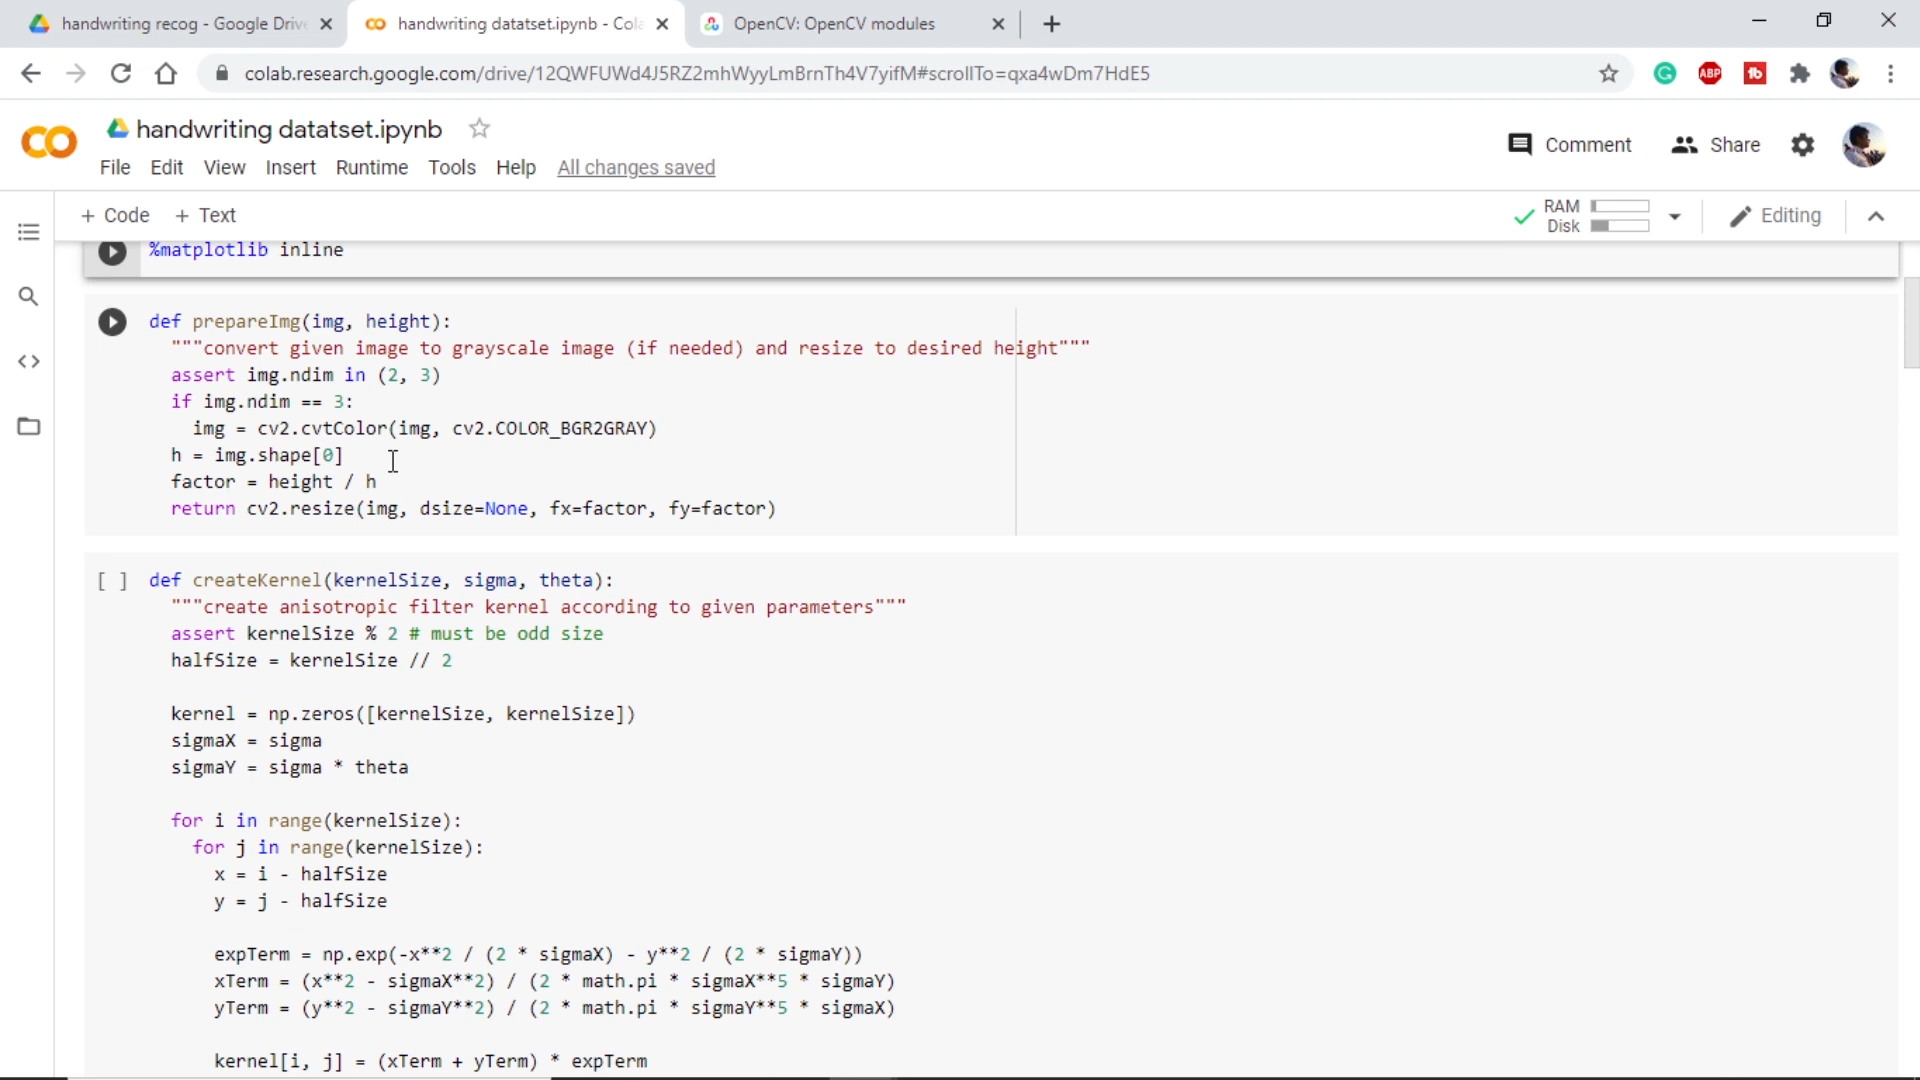 handwriting recog - Google Drive
handwriting datatset.ipynb - Cola
OpenCV: OpenCV modules
colab.research.google.com/drive/12QWFUWd4J5RZ2mhWyyLmBrnTh4V7yifM#scrollTo=qxa4wDm7HdE5
ABP
handwriting datatset.ipynb
File Edit View Insert Runtime Tools Help All changes saved
Comment Share
+ Code + Text
RAM
Disk
Editing
%matplotlib inline
def prepareImg(img, height):
"""convert given image to grayscale image (if needed) and resize to desired height"""
assert img.ndim in (2, 3)
if img.ndim == 3:
img = cv2.cvtColor(img, cv2.COLOR_BGR2GRAY)
h = img.shape[0]
factor = height / h
return cv2.resize(img, dsize=None, fx=factor, fy=factor)
[ ] def createKernel(kernelSize, sigma, theta):
"""create anisotropic filter kernel according to given parameters"""
assert kernelSize % 2 # must be odd size
halfSize = kernelSize // 2
kernel = np.zeros([kernelSize, kernelSize])
sigmaX = sigma
sigmaY = sigma * theta
for i in range(kernelSize):
for j in range(kernelSize):
x = i - halfSize
y = j - halfSize
expTerm = np.exp(-x**2 / (2 * sigmaX) - y**2 / (2 * sigmaY))
xTerm = (x**2 - sigmaX**2) / (2 * math.pi * sigmaX**5 * sigmaY)
yTerm = (y**2 - sigmaY**2) / (2 * math.pi * sigmaY**5 * sigmaX)
kernel[i, j] = (xTerm + yTerm) * expTerm